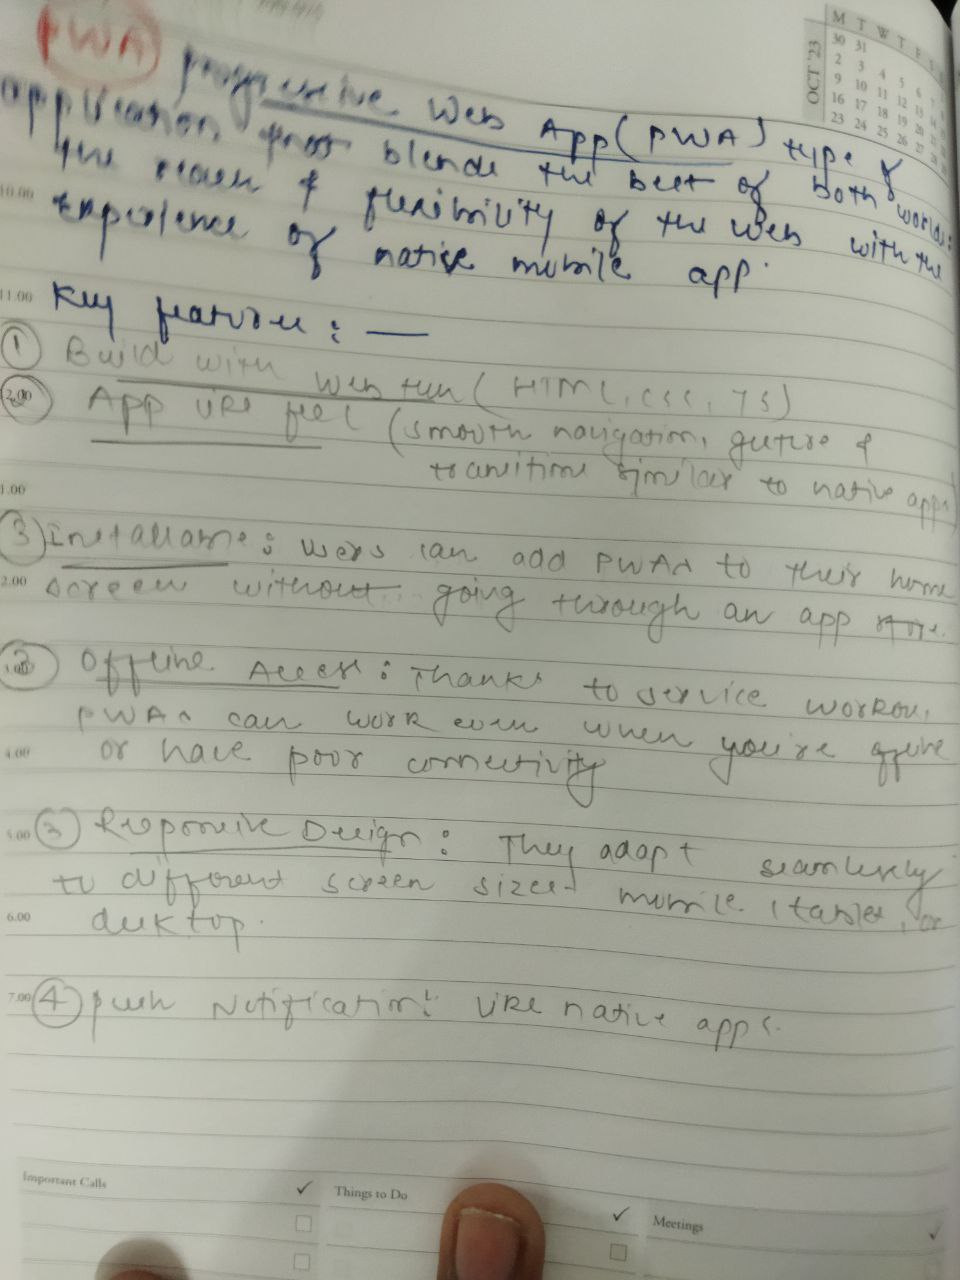 PWA
progressive Web App (PWA) type of
application that blends the best of both worlds:
the reach & flexibility of the web with the
experience of native mobile app.
Key features: —
① Build with web tech (HTML, CSS, JS)
② App like feel (smooth navigation, gesture &
transitions similar to native apps)
③ Installable: Users can add PWAs to their home
screen without going through an app store.
② Offline Access: Thanks to service workers,
PWAs can work even when you're offline
or have poor connectivity
③ Responsive Design: They adapt seamlessly
to different screen sizes mobile, tablet, or
desktop.
④ push Notification: like native apps.
OCT '23
M T W T F S S
30 31
2 3 4 5 6 7
9 10 11 12 13 14
16 17 18 19 20 21
23 24 25 26 27 28
10.00
11.00
12.00
1.00
2.00
3.00
4.00
5.00
6.00
7.00
Important Calls ✓ Things to Do ✓ Meetings ✓